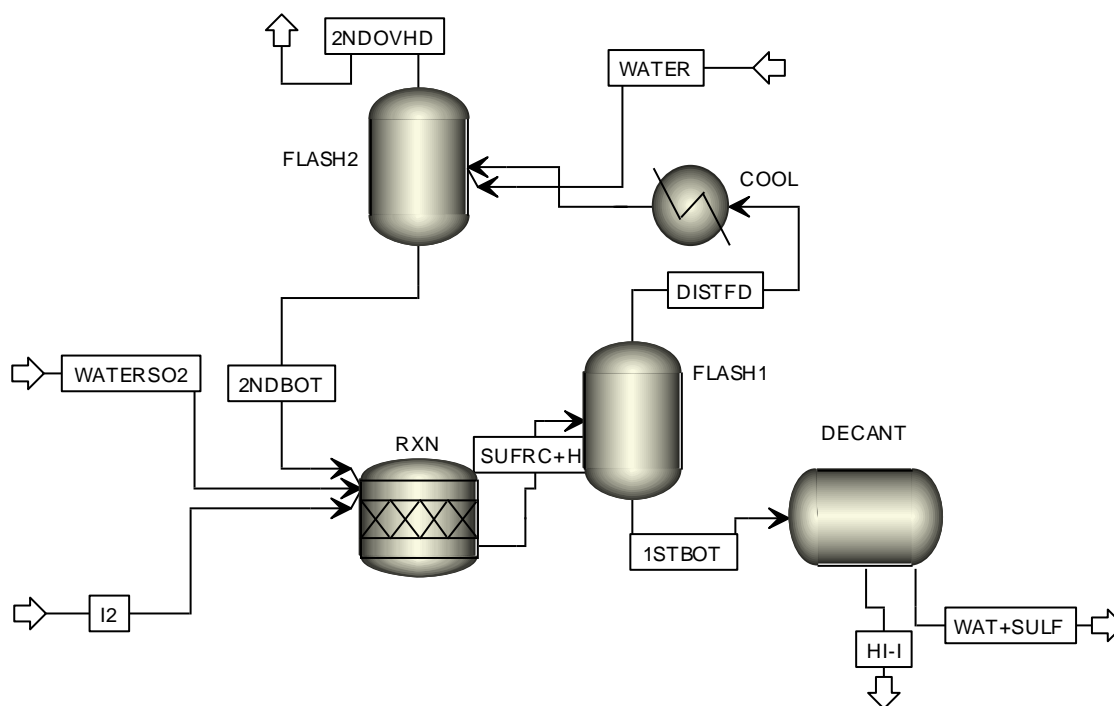 2NDOVHD
WATER
FLASH2
COOL
DISTFD
WATERSO2
2NDBOT
FLASH1
RXN
SUFRC+H
DECANT
1STBOT
I2
WAT+SULF
HI-I